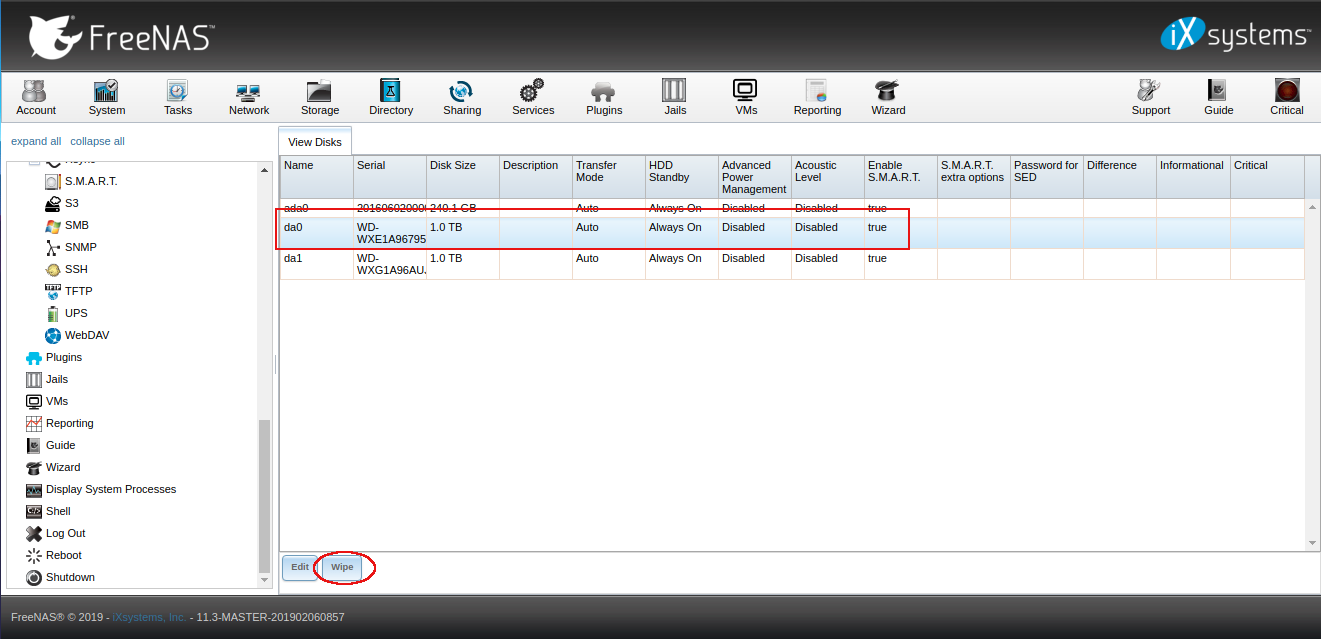 FreeNAS™
iXsystems™
Account System Tasks Network Storage Directory Sharing Services Plugins Jails VMs Reporting Wizard Support Guide Critical
expand all collapse all
S.M.A.R.T.
S3
SMB
SNMP
SSH
TFTP
UPS
WebDAV
Plugins
Jails
VMs
Reporting
Guide
Wizard
Display System Processes
Shell
Log Out
Reboot
Shutdown
View Disks
Name Serial Disk Size Description Transfer Mode HDD Standby Advanced Power Management Acoustic Level Enable S.M.A.R.T. S.M.A.R.T. extra options Password for SED Difference Informational Critical
ada0 240.1 GB Auto Always On Disabled Disabled true
da0 WD-WXE1A96795 1.0 TB Auto Always On Disabled Disabled true
da1 WD-WXG1A96AU 1.0 TB Auto Always On Disabled Disabled true
Edit Wipe
FreeNAS® © 2019 - iXsystems, Inc. - 11.3-MASTER-201902060857